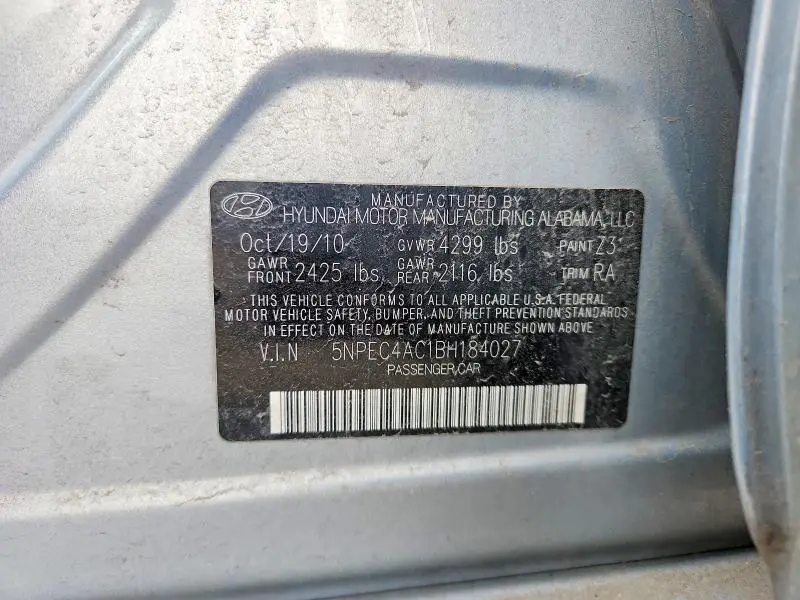 MANUFACTURED BY
HYUNDAI MOTOR MANUFACTURING ALABAMA, LLC
Oct/19/10 GVWR 4299 lbs PAINT Z3
GAWR FRONT 2425 lbs, GAWR REAR 2116, lbs TRIM RA
THIS VEHICLE CONFORMS TO ALL APPLICABLE U.S.A. FEDERAL
MOTOR VEHICLE SAFETY, BUMPER, AND THEFT PREVENTION STANDARDS
IN EFFECT ON THE DATE OF MANUFACTURE SHOWN ABOVE
V.I.N 5NPEC4AC1BH184027
PASSENGER CAR